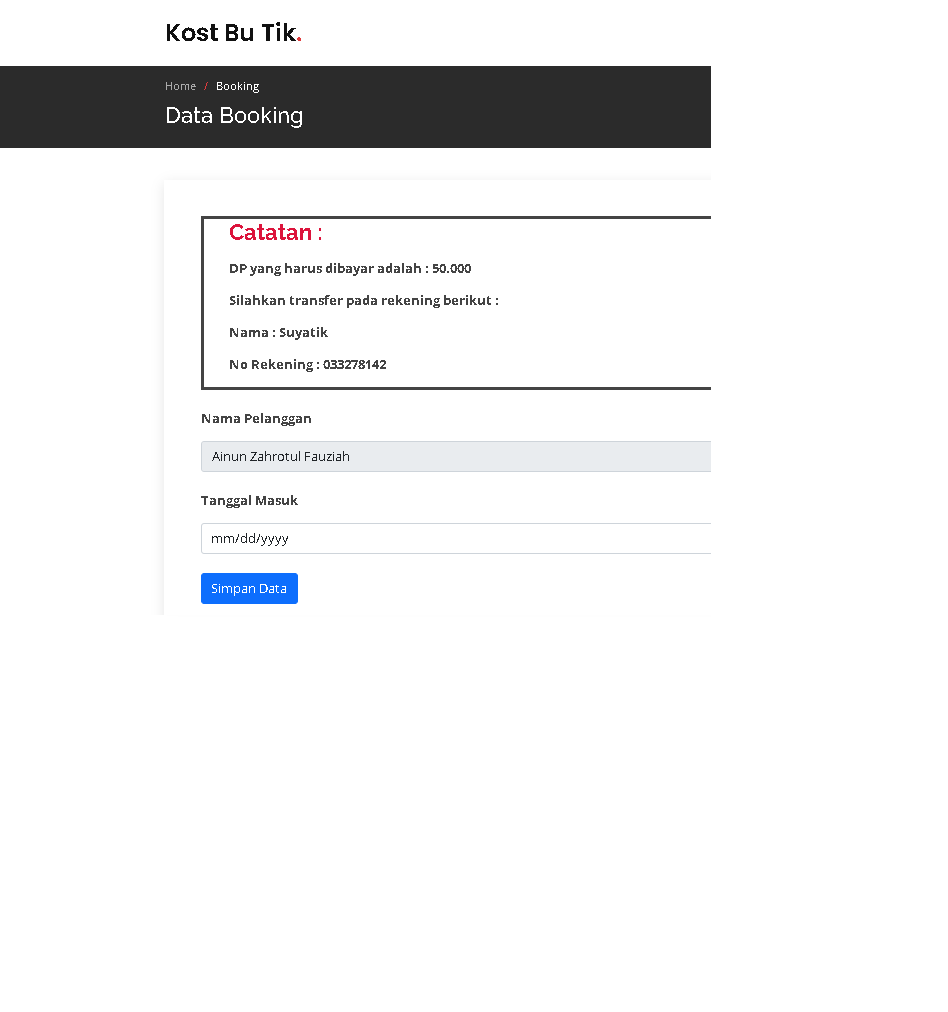 Kost Bu Tik.
Home / Booking
Data Booking
Catatan :
DP yang harus dibayar adalah : 50.000
Silahkan transfer pada rekening berikut :
Nama : Suyatik
No Rekening : 033278142
Nama Pelanggan
Ainun Zahrotul Fauziah
Tanggal Masuk
mm/dd/yyyy
Simpan Data